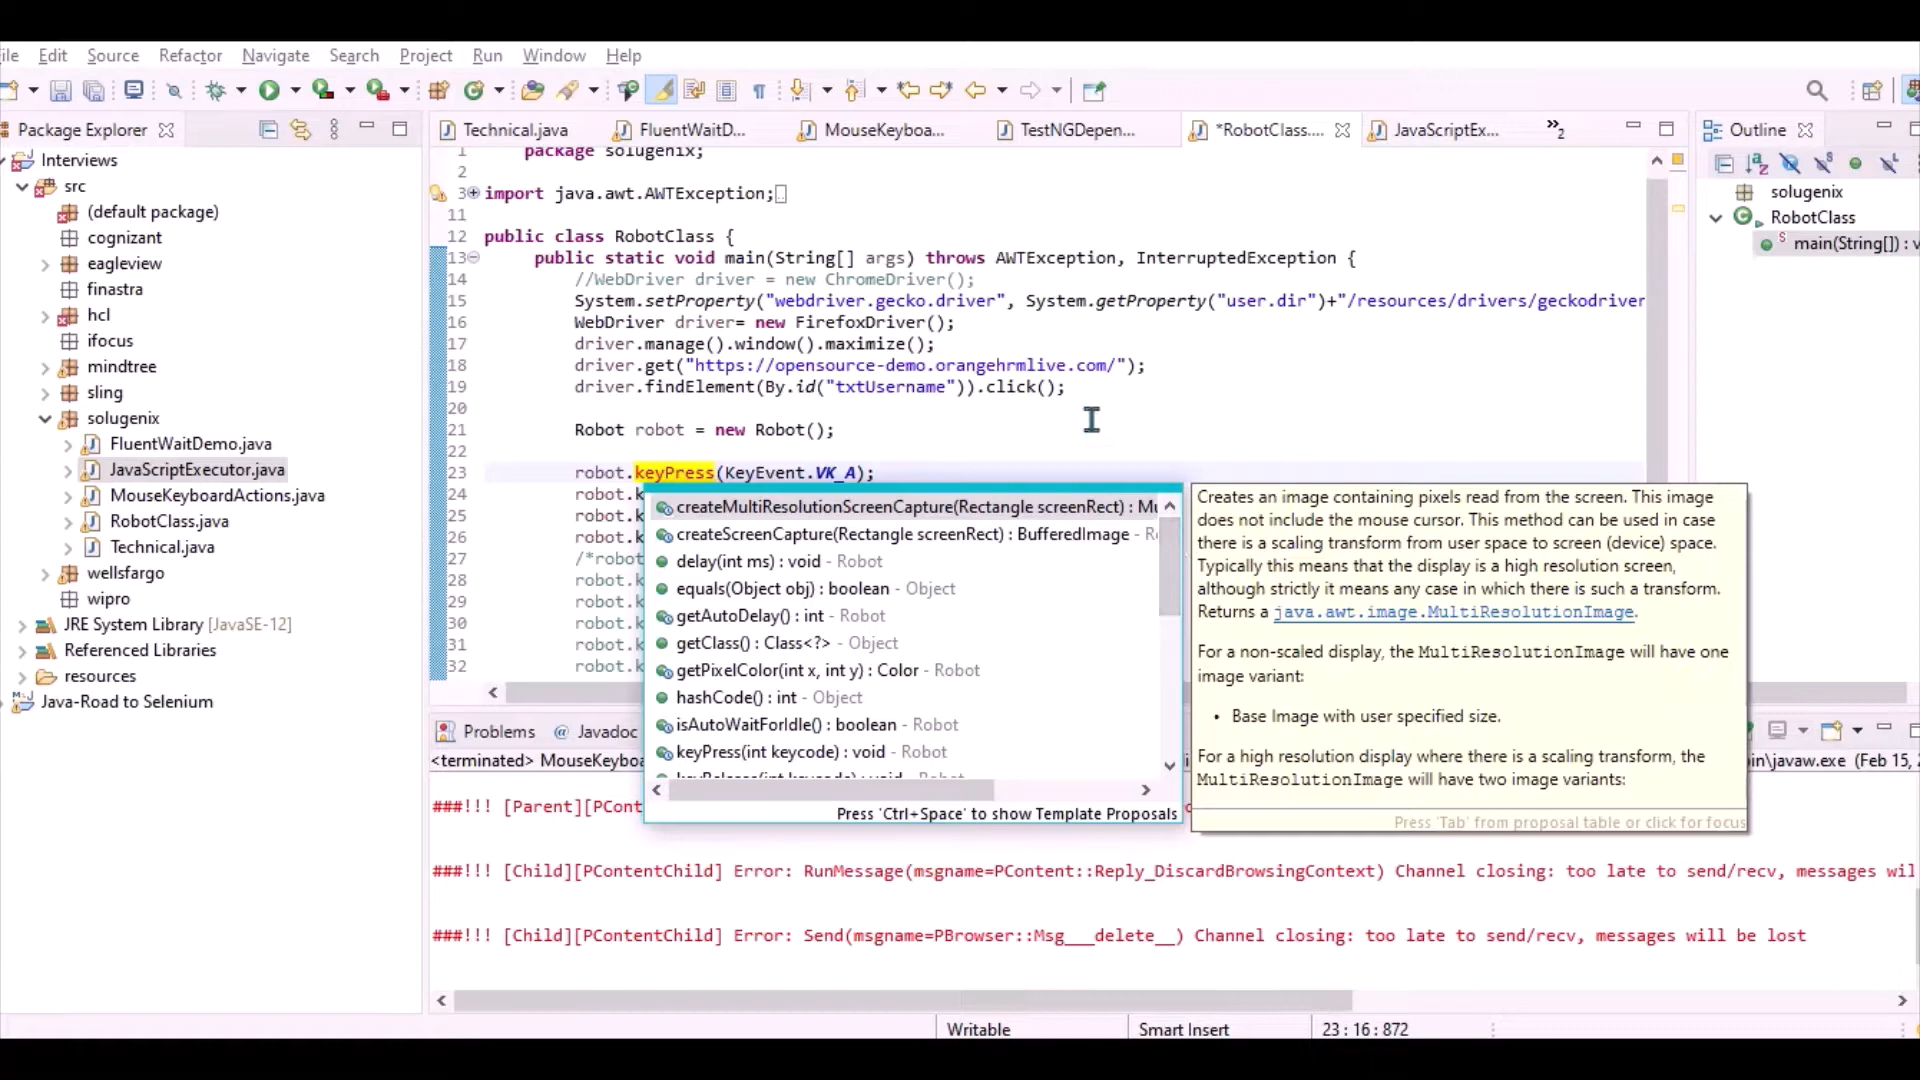 ile Edit Source Refactor Navigate Search Project Run Window Help
Package Explorer
Interviews
src
(default package)
cognizant
eagleview
finastra
hcl
ifocus
mindtree
sling
solugenix
FluentWaitDemo.java
JavaScriptExecutor.java
MouseKeyboardActions.java
RobotClass.java
Technical.java
wellsfargo
wipro
JRE System Library [JavaSE-12]
Referenced Libraries
resources
Java-Road to Selenium
Technical.java FluentWaitD... MouseKeyboa... TestNGDepen... *RobotClass.... JavaScriptEx... »2
1 package solugenix;
2
3 import java.awt.AWTException;
11
12 public class RobotClass {
13 public static void main(String[] args) throws AWTException, InterruptedException {
14 //WebDriver driver = new ChromeDriver();
15 System.setProperty("webdriver.gecko.driver", System.getProperty("user.dir")+"/resources/drivers/geckodriver
16 WebDriver driver= new FirefoxDriver();
17 driver.manage().window().maximize();
18 driver.get("https://opensource-demo.orangehrmlive.com/");
19 driver.findElement(By.id("txtUsername")).click();
20
21 Robot robot = new Robot();
22
23 robot.keyPress(KeyEvent.VK_A);
24 robot.k
25 robot.k
26 robot.k
27 /*robot
28 robot.k
29 robot.k
30 robot.k
31 robot.k
32 robot.k
createMultiResolutionScreenCapture(Rectangle screenRect) : Mu
createScreenCapture(Rectangle screenRect) : BufferedImage - Ro
delay(int ms) : void - Robot
equals(Object obj) : boolean - Object
getAutoDelay() : int - Robot
getClass() : Class<?> - Object
getPixelColor(int x, int y) : Color - Robot
hashCode() : int - Object
isAutoWaitForIdle() : boolean - Robot
keyPress(int keycode) : void - Robot
keyRelease(int keycode) : void - Robot
Press 'Ctrl+Space' to show Template Proposals
Creates an image containing pixels read from the screen. This image
does not include the mouse cursor. This method can be used in case
there is a scaling transform from user space to screen (device) space.
Typically this means that the display is a high resolution screen,
although strictly it means any case in which there is such a transform.
Returns a java.awt.image.MultiResolutionImage.
For a non-scaled display, the MultiResolutionImage will have one
image variant:
• Base Image with user specified size.
For a high resolution display where there is a scaling transform, the
MultiResolutionImage will have two image variants:
Press 'Tab' from proposal table or click for focus
Outline
solugenix
RobotClass
main(String[]) : v
Problems @ Javadoc
<terminated> MouseKeyboa
in\javaw.exe (Feb 15, 2
###!!! [Parent][PCont
###!!! [Child][PContentChild] Error: RunMessage(msgname=PContent::Reply_DiscardBrowsingContext) Channel closing: too late to send/recv, messages wil
###!!! [Child][PContentChild] Error: Send(msgname=PBrowser::Msg___delete__) Channel closing: too late to send/recv, messages will be lost
Writable Smart Insert 23 : 16 : 872